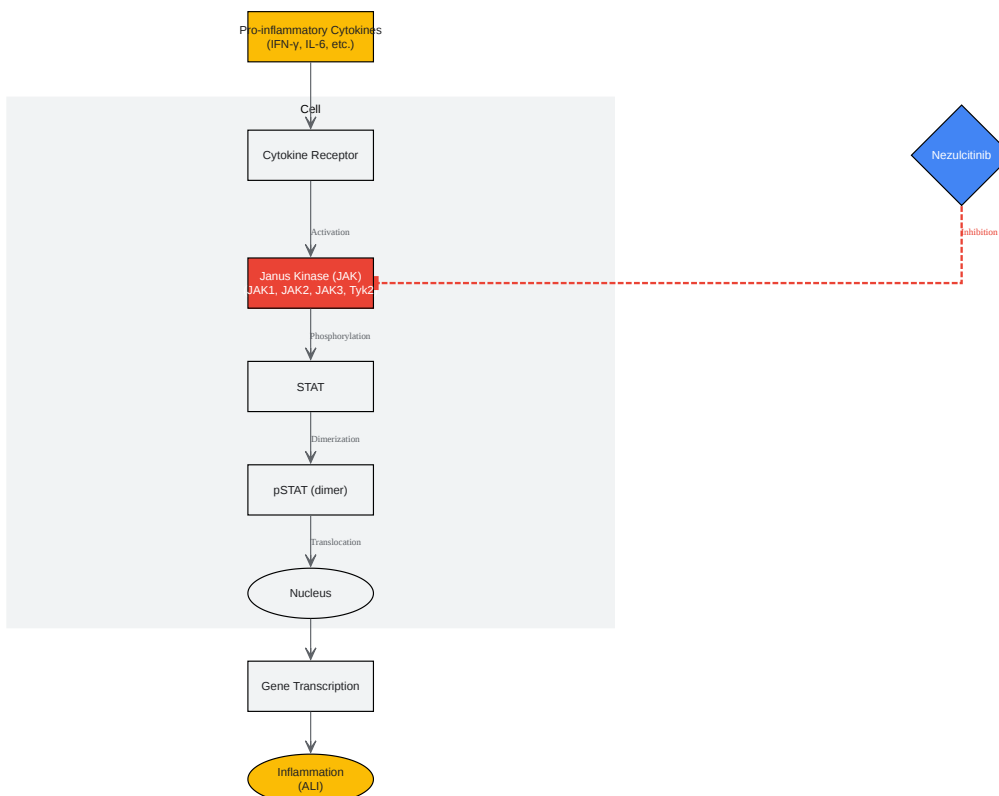 Pro-inflammatory Cytokines
(IFN-γ, IL-6, etc.)
Cell
Cytokine Receptor
Nezulcitinib
Activation
Inhibition
Janus Kinase (JAK)
JAK1, JAK2, JAK3, Tyk2
Phosphorylation
STAT
Dimerization
pSTAT (dimer)
Translocation
Nucleus
Gene Transcription
Inflammation
(ALI)